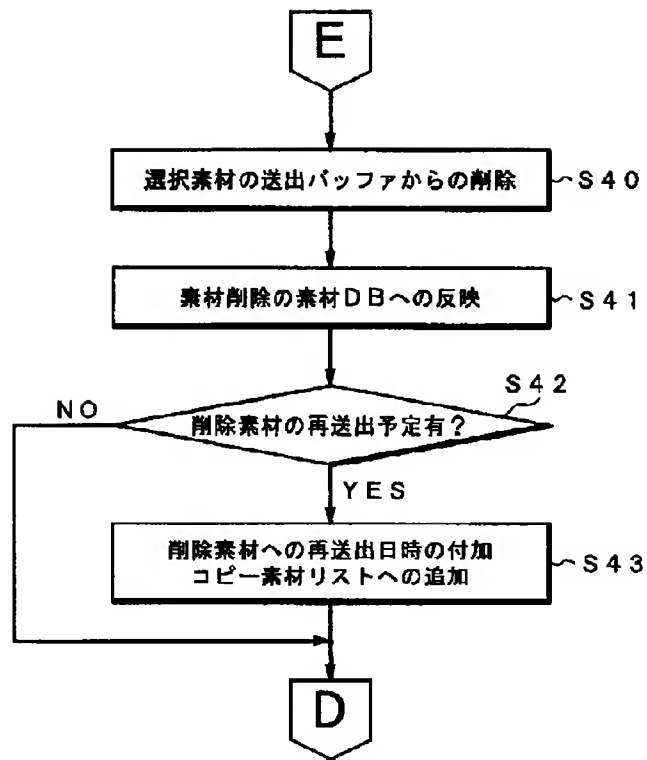 E
選択素材の送出バッファからの削除
S40
素材削除の素材DBへの反映
S41
S42
NO
削除素材の再送出予定有?
YES
削除素材への再送出日時の付加
コピー素材リストへの追加
S43
D